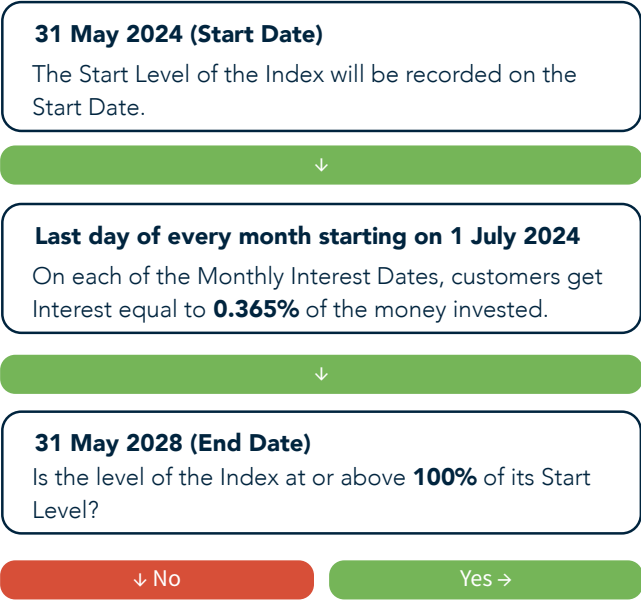 31 May 2024 (Start Date)
The Start Level of the Index will be recorded on the
Start Date.
↓
Last day of every month starting on 1 July 2024
On each of the Monthly Interest Dates, customers get
Interest equal to 0.365% of the money invested.
↓
31 May 2028 (End Date)
Is the level of the Index at or above 100% of its Start
Level?
↓ No
Yes →